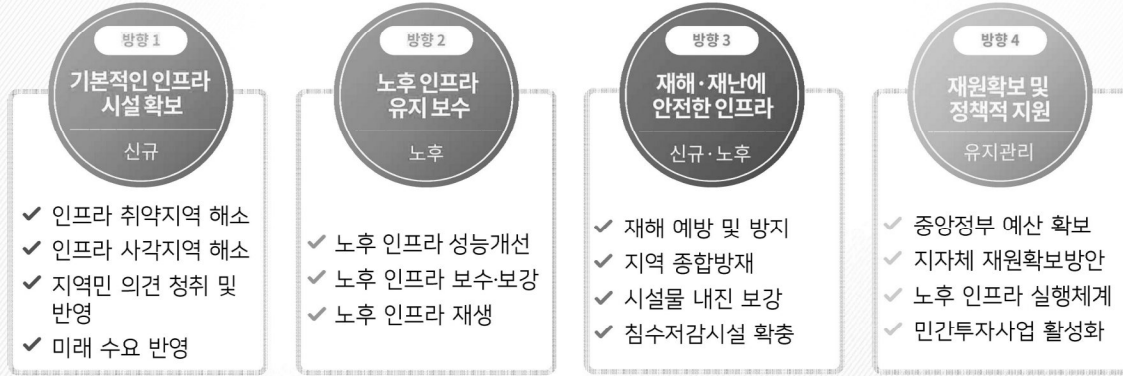 방향 1
기본적인 인프라
시설 확보
신규
✔ 인프라 취약지역 해소
✔ 인프라 사각지역 해소
✔ 지역민 의견 청취 및
반영
✔ 미래 수요 반영
방향 2
노후 인프라
유지 보수
노후
✔ 노후 인프라 성능개선
✔ 노후 인프라 보수·보강
✔ 노후 인프라 재생
방향 3
재해·재난에
안전한 인프라
신규·노후
✔ 재해 예방 및 방지
✔ 지역 종합방재
✔ 시설물 내진 보강
✔ 침수저감시설 확충
방향 4
재원확보 및
정책적 지원
유지관리
✔ 중앙정부 예산 확보
✔ 지자체 재원확보방안
✔ 노후 인프라 실행체계
✔ 민간투자사업 활성화